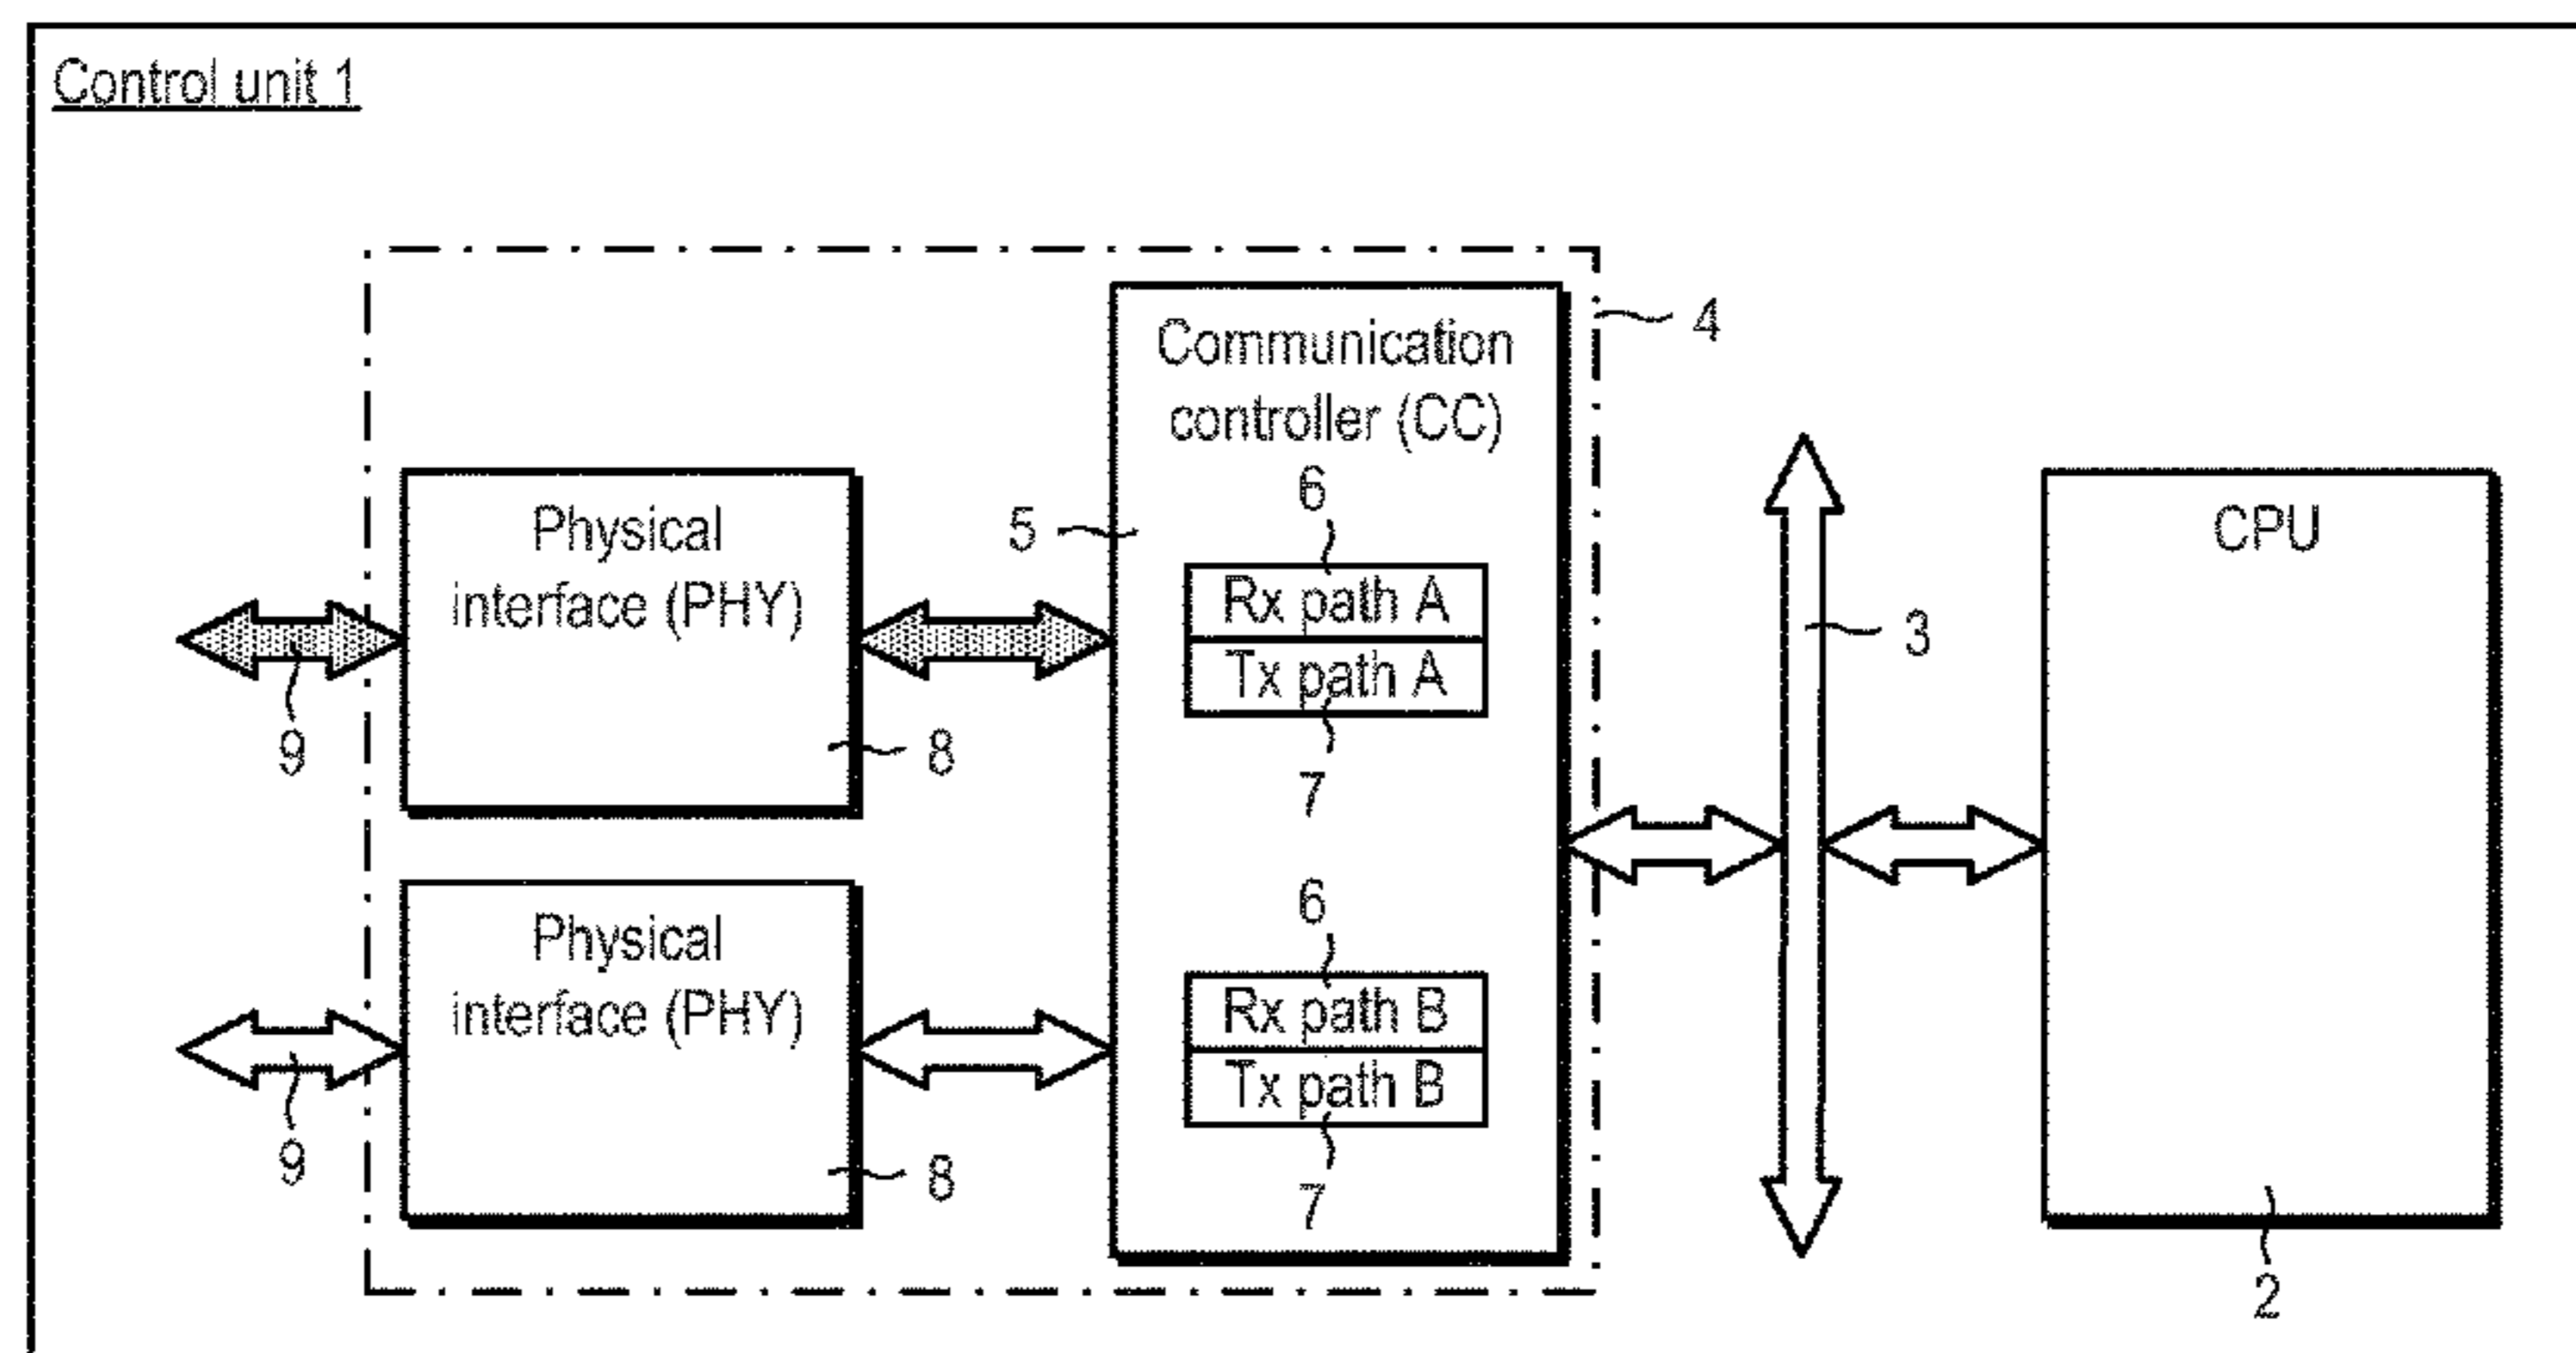 Control unit 1
Communication
controller (CC)
4
6
5
Physical
interface (PHY)
Rx path A
Tx path A
CPU
3
9
8
7
6
Physical
interface (PHY)
Rx path B
Tx path B
9
8
7
2